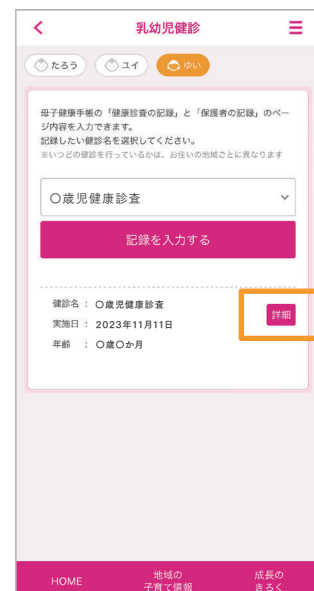 乳幼児健診
たろう
ユイ
ゆい
母子健康手帳の「健康診査の記録」と「保護者の記録」のペー
ジ内容を入力できます。
記録したい健診名を選択してください。
※いつどの健診を行っているかは、お住いの地域ごとに異なります
〇歳児健康診査
記録を入力する
健診名 : 〇歳児健康診査
実施日 : 2023年11月11日
詳細
年齢 : 〇歳〇か月
HOME
地域の
子育て情報
成長の
きろく